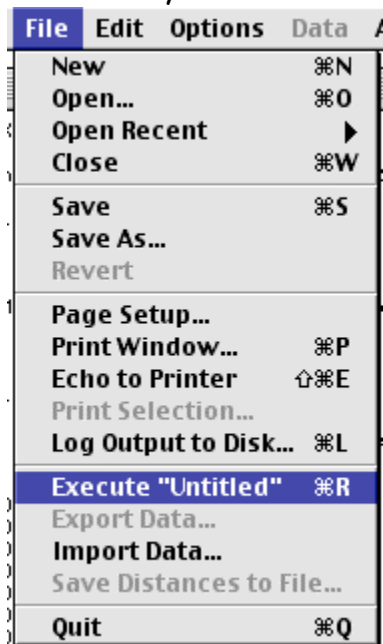 File Edit Options Data
New ⌘N
Open... ⌘O
Open Recent ▶
Close ⌘W
Save ⌘S
Save As...
Revert
Page Setup...
Print Window... ⌘P
Echo to Printer ⇧⌘E
Print Selection...
Log Output to Disk... ⌘L
Execute "Untitled" ⌘R
Export Data...
Import Data...
Save Distances to File...
Quit ⌘Q